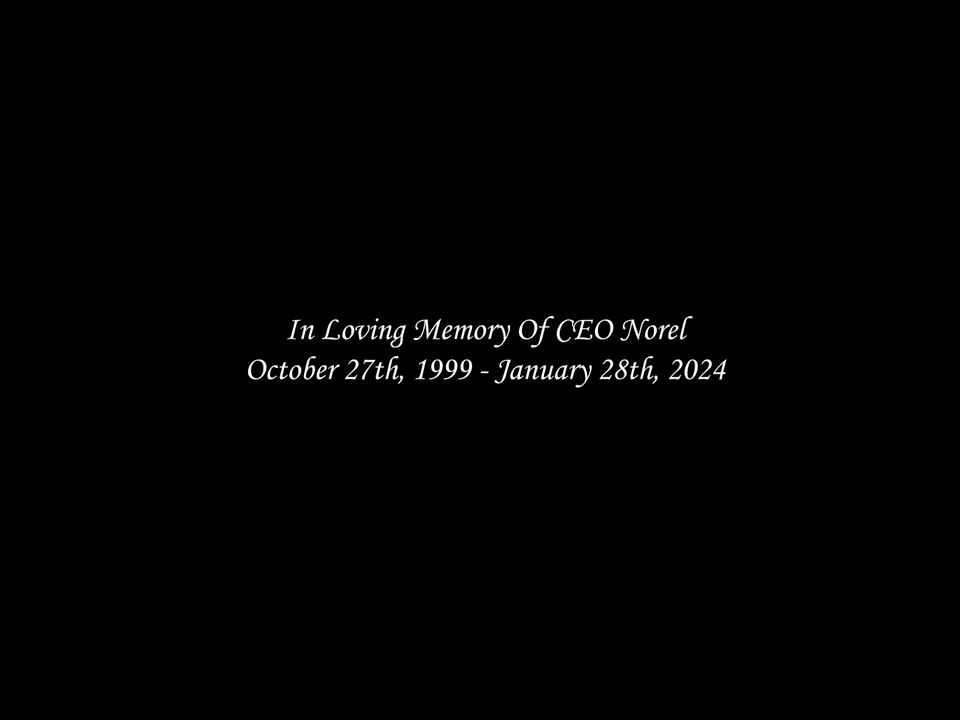 In Loving Memory Of CEO Norel
October 27th, 1999 - January 28th, 2024